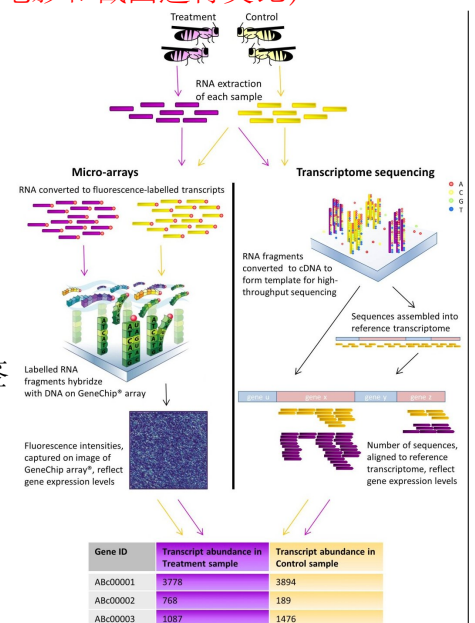 Treatment Control
RNA extraction
of each sample
Micro-arrays
RNA converted to fluorescence-labelled transcripts
Labelled RNA
fragments hybridze
with DNA on GeneChip® array
Fluorescence intensities,
captured on image of
GeneChip array®, reflect
gene expression levels
Transcriptome sequencing
A
C
G
T
RNA fragments
converted to cDNA to
form template for high-
throughput sequencing
Sequences assembled into
reference transcriptome
gene u gene x gene y gene z
Number of sequences,
aligned to reference
transcriptome, reflect
gene expression levels
Gene ID Transcript abundance in Treatment sample Transcript abundance in Control sample
ABc00001 3778 3894
ABc00002 768 189
ABc00003 1087 1476